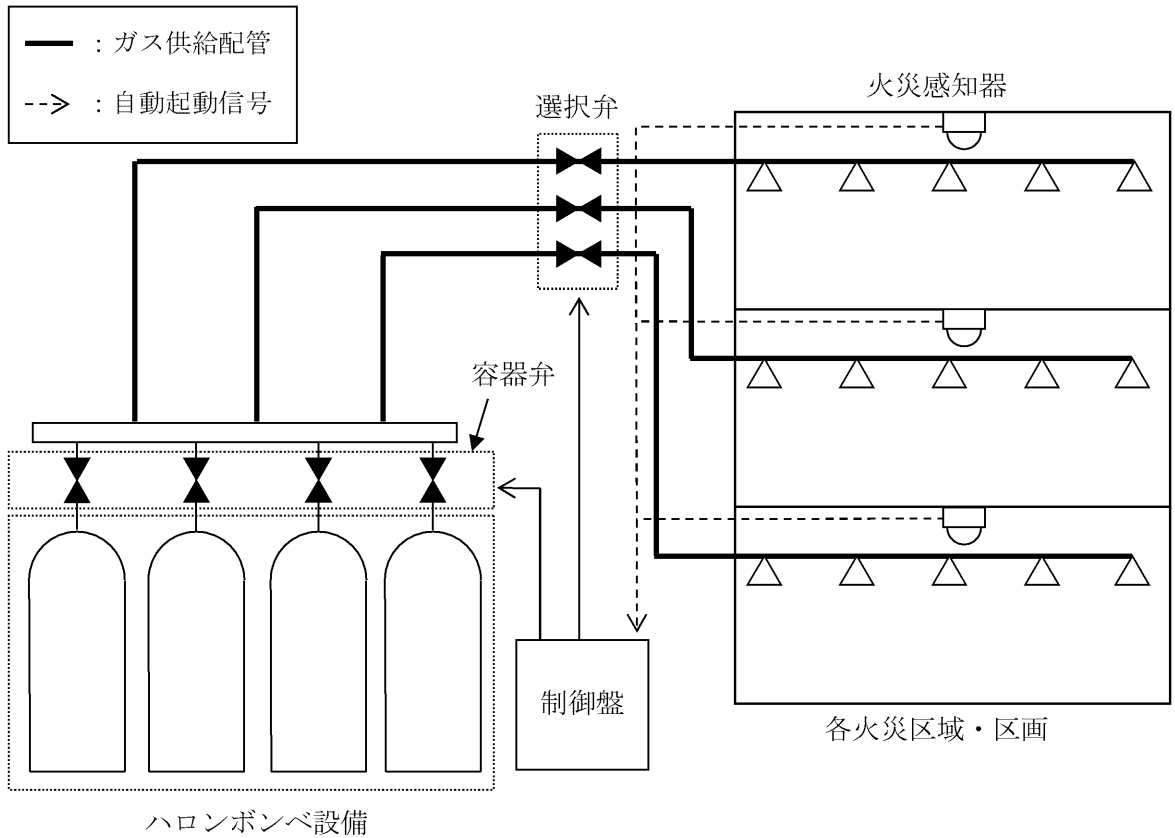 ：ガス供給配管
：自動起動信号
選択弁
火災感知器
容器弁
制御盤
各火災区域・区画
ハロンボンベ設備